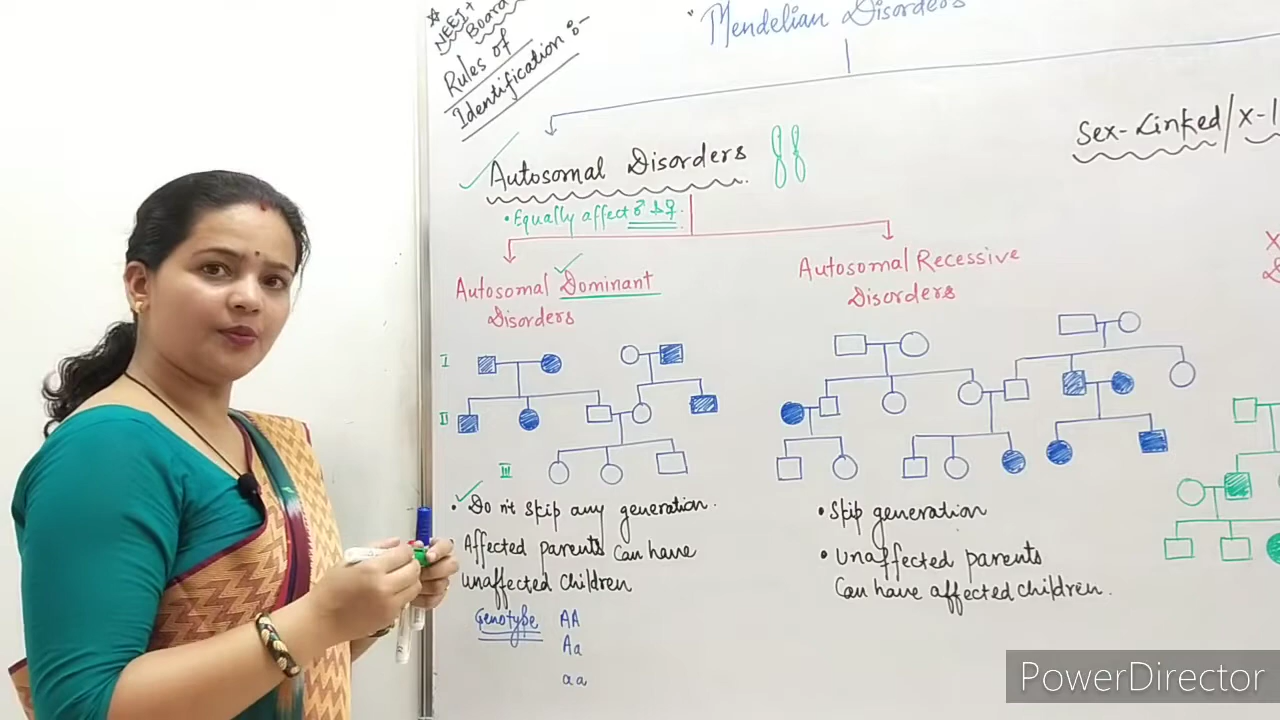 NEET+
Board
Rules of
Identification :-
Mendelian Disorders
Autosomal Disorders
• Equally affect ♂ & ♀.
Sex-Linked/X-l
Autosomal Dominant
Disorders
Autosomal Recessive
Disorders
I
II
III
• Do n't skip any generation.
• Affected parents can have
unaffected children
Genotype AA
Aa
aa
• Skip generation
• Unaffected parents
Can have affected children.
X
PowerDirector